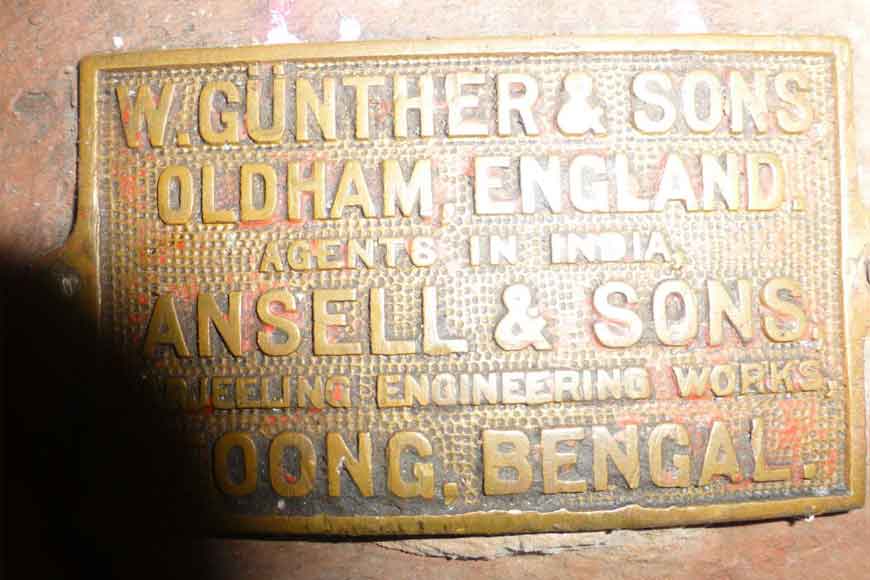 W. GÜNTHER & SONS
OLDHAM, ENGLAND.
AGENTS IN INDIA,
ANSELL & SONS.
ENGINEERING WORKS,
BENGAL.